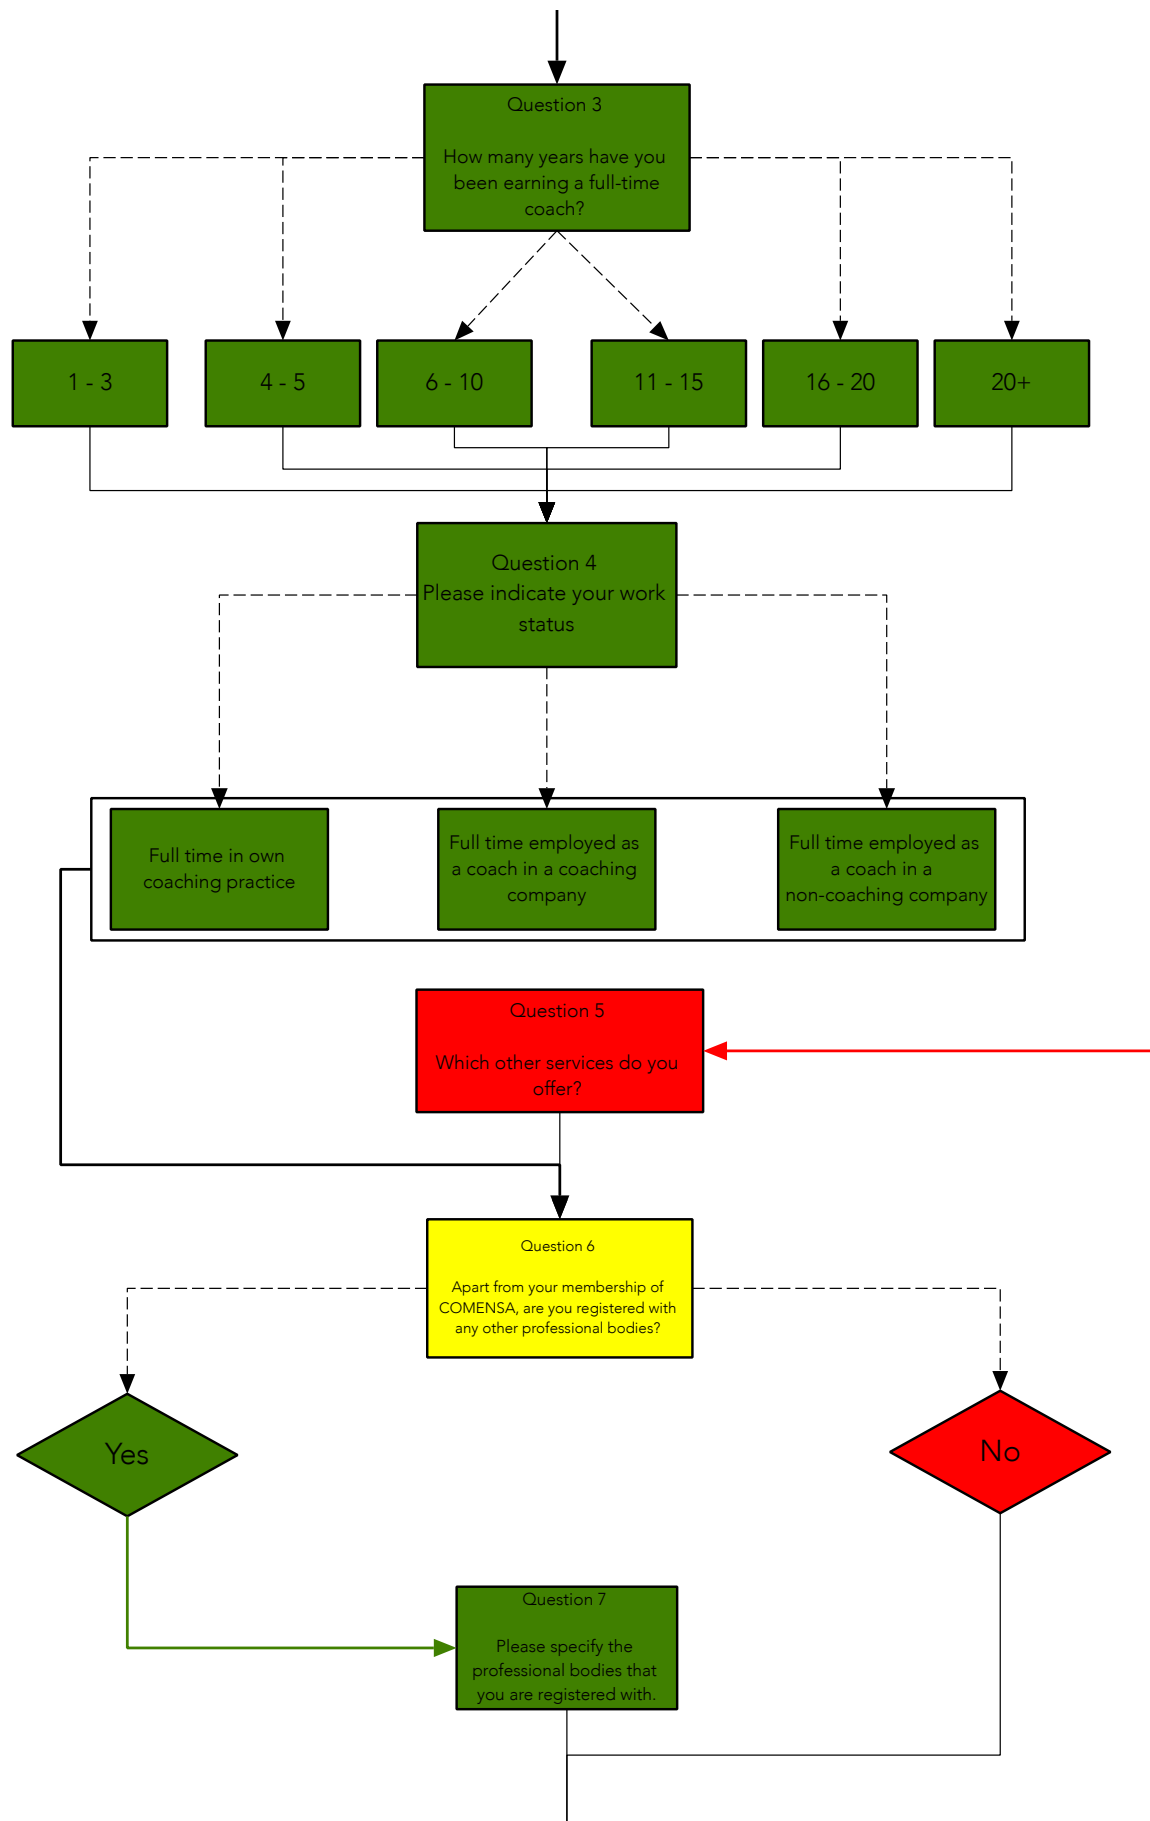 Question 3
How many years have you
been earning a full-time
coach?
1 - 3
4 - 5
6 - 10
11 - 15
16 - 20
20+
Question 4
Please indicate your work
status
Full time in own
coaching practice
Full time employed as
a coach in a coaching
company
Full time employed as
a coach in a
non-coaching company
Question 5
Which other services do you
offer?
Question 6
Apart from your membership of
COMENSA, are you registered with
any other professional bodies?
Yes
No
Question 7
Please specify the
professional bodies that
you are registered with.